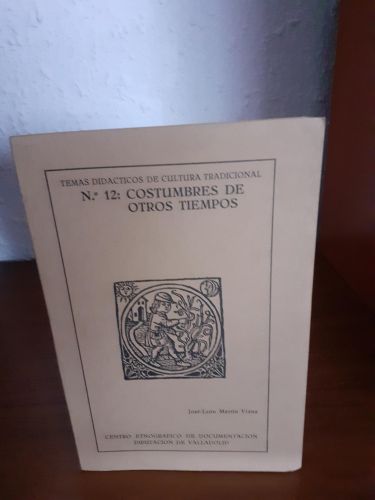 TEMAS DIDACTICOS DE CULTURA TRADICIONAL
N.º 12: COSTUMBRES DE
OTROS TIEMPOS
José-Luis Martín Viana
CENTRO ETNOGRAFICO DE DOCUMENTACION
DIPUTACION DE VALLADOLID